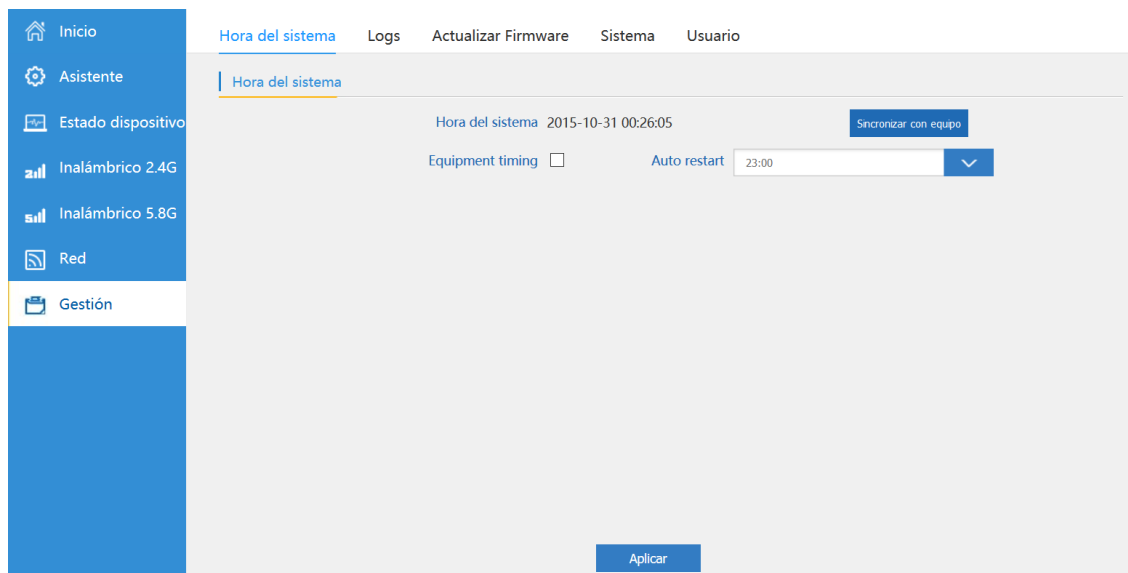 Inicio
Asistente
Estado dispositivo
Inalámbrico 2.4G
Inalámbrico 5.8G
Red
Gestión
Hora del sistema Logs Actualizar Firmware Sistema Usuario
Hora del sistema
Hora del sistema 2015-10-31 00:26:05 Sincronizar con equipo
Equipment timing Auto restart 23:00
Aplicar